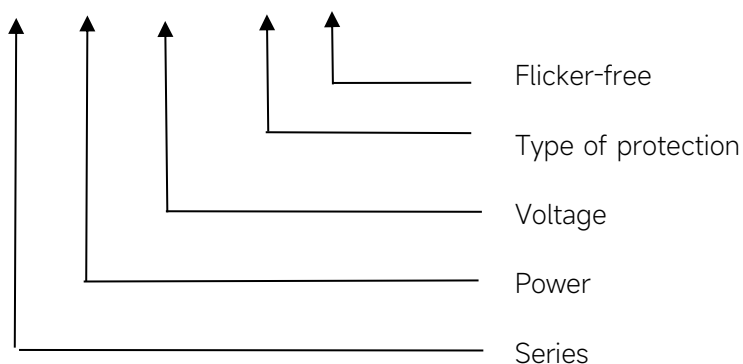 Flicker-free
Type of protection
Voltage
Power
Series